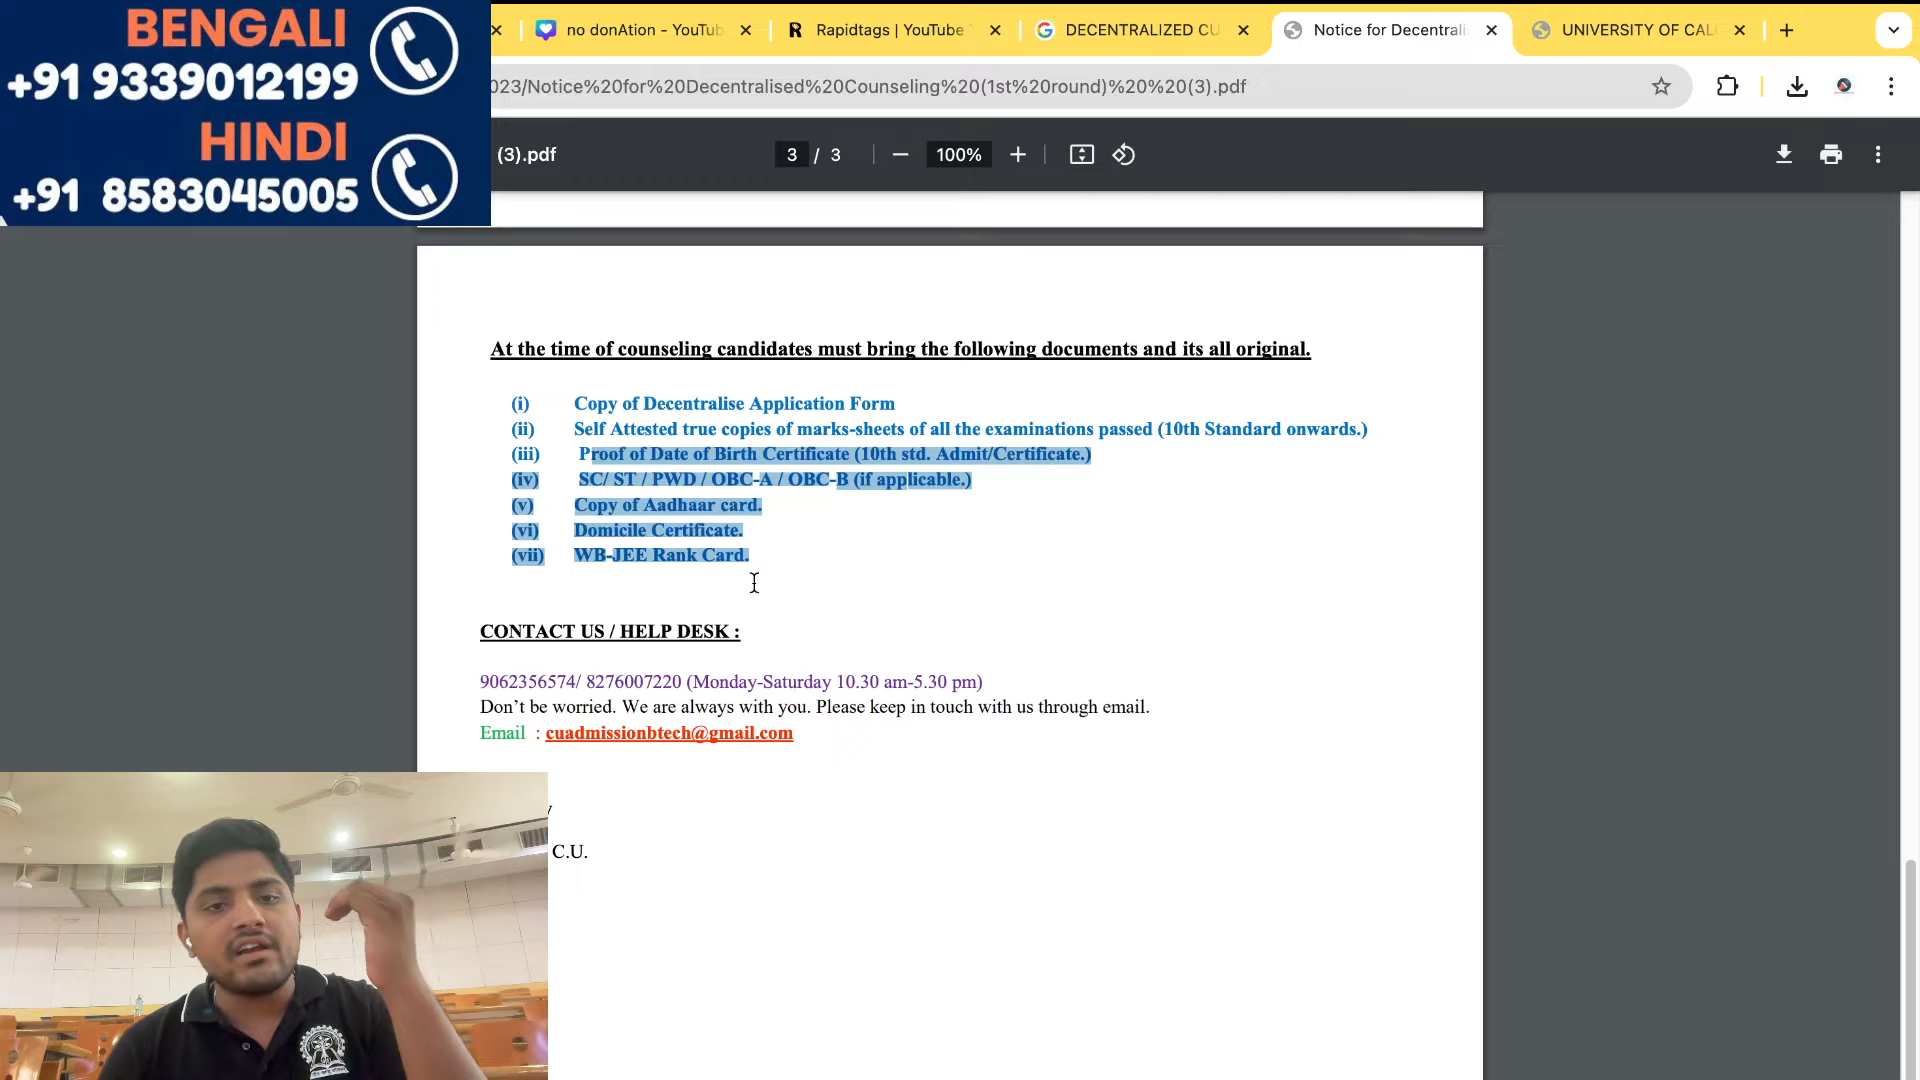 BENGALI
+91 9339012199
HINDI
+91 8583045005
no donAtion - YouTub
Rapidtags | YouTube
DECENTRALIZED CU
Notice for Decentrali
UNIVERSITY OF CAL
023/Notice%20for%20Decentralised%20Counseling%20(1st%20round)%20%20(3).pdf
(3).pdf
3 / 3
100%
At the time of counseling candidates must bring the following documents and its all original.
(i) Copy of Decentralise Application Form
(ii) Self Attested true copies of marks-sheets of all the examinations passed (10th Standard onwards.)
(iii) Proof of Date of Birth Certificate (10th std. Admit/Certificate.)
(iv) SC/ ST / PWD / OBC-A / OBC-B (if applicable.)
(v) Copy of Aadhaar card.
(vi) Domicile Certificate.
(vii) WB-JEE Rank Card.
CONTACT US / HELP DESK :
9062356574/ 8276007220 (Monday-Saturday 10.30 am-5.30 pm)
Don’t be worried. We are always with you. Please keep in touch with us through email.
Email : cuadmissionbtech@gmail.com
C.U.